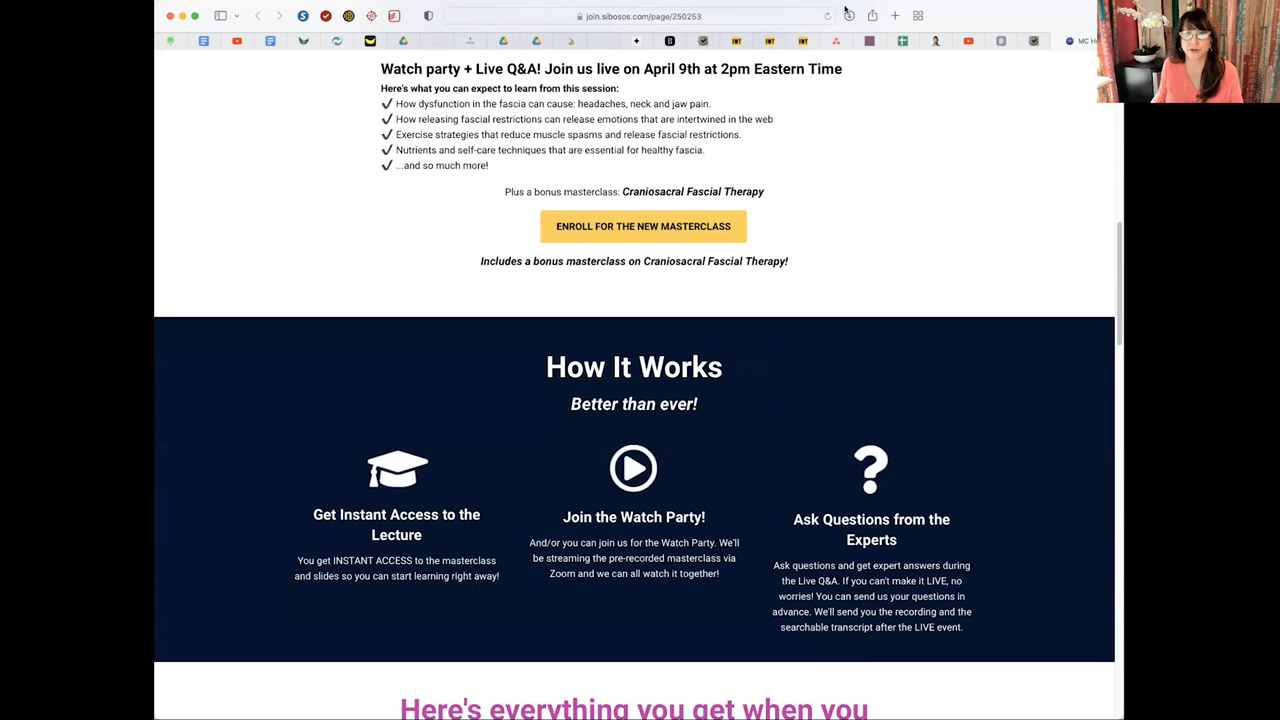 join.sibosos.com/page/250253
MC H
Watch party + Live Q&A! Join us live on April 9th at 2pm Eastern Time
Here's what you can expect to learn from this session:
✓ How dysfunction in the fascia can cause: headaches, neck and jaw pain.
✓ How releasing fascial restrictions can release emotions that are intertwined in the web
✓ Exercise strategies that reduce muscle spasms and release fascial restrictions.
✓ Nutrients and self-care techniques that are essential for healthy fascia.
✓ ...and so much more!
Plus a bonus masterclass: Craniosacral Fascial Therapy
ENROLL FOR THE NEW MASTERCLASS
Includes a bonus masterclass on Craniosacral Fascial Therapy!
How It Works
Better than ever!
Get Instant Access to the
Lecture
You get INSTANT ACCESS to the masterclass
and slides so you can start learning right away!
Join the Watch Party!
And/or you can join us for the Watch Party. We'll
be streaming the pre-recorded masterclass via
Zoom and we can all watch it together!
Ask Questions from the
Experts
Ask questions and get expert answers during
the Live Q&A. If you can't make it LIVE, no
worries! You can send us your questions in
advance. We'll send you the recording and the
searchable transcript after the LIVE event.
Here's everything you get when you